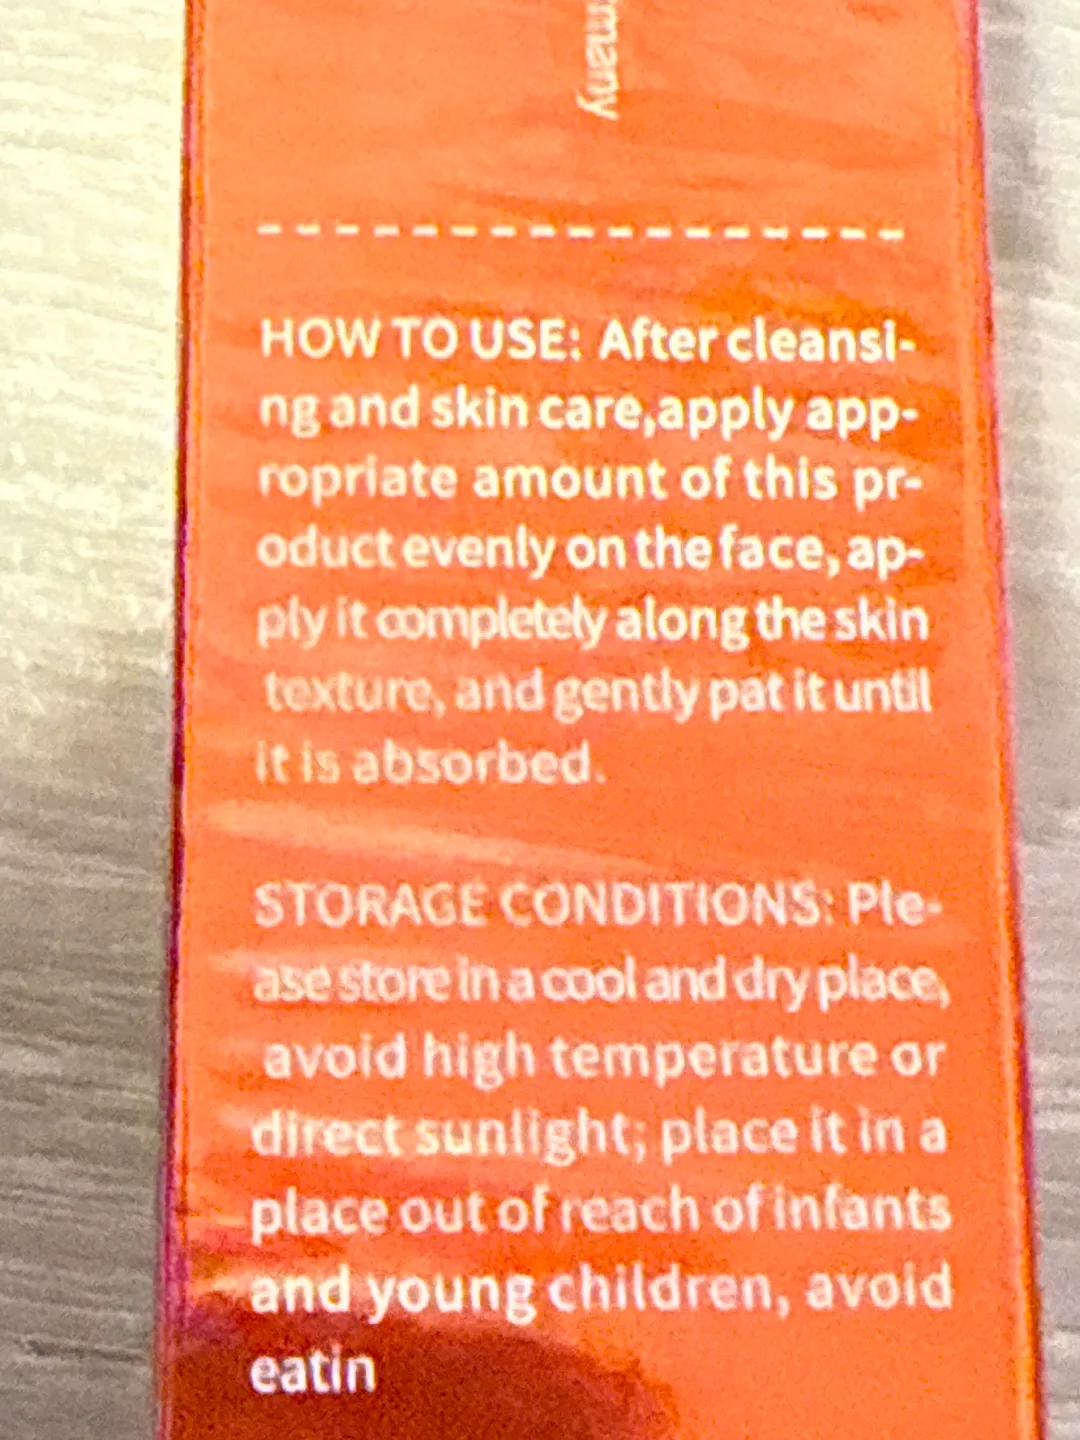 many
HOW TO USE: After cleansi-
ng and skin care,apply app-
ropriate amount of this pr-
oduct evenly on the face, ap-
ply it completely along the skin
texture, and gently pat it until
it is absorbed.
STORAGE CONDITIONS: Ple-
ase store in a cool and dry place,
avoid high temperature or
direct sunlight; place it in a
place out of reach of infants
and young children, avoid
eatin